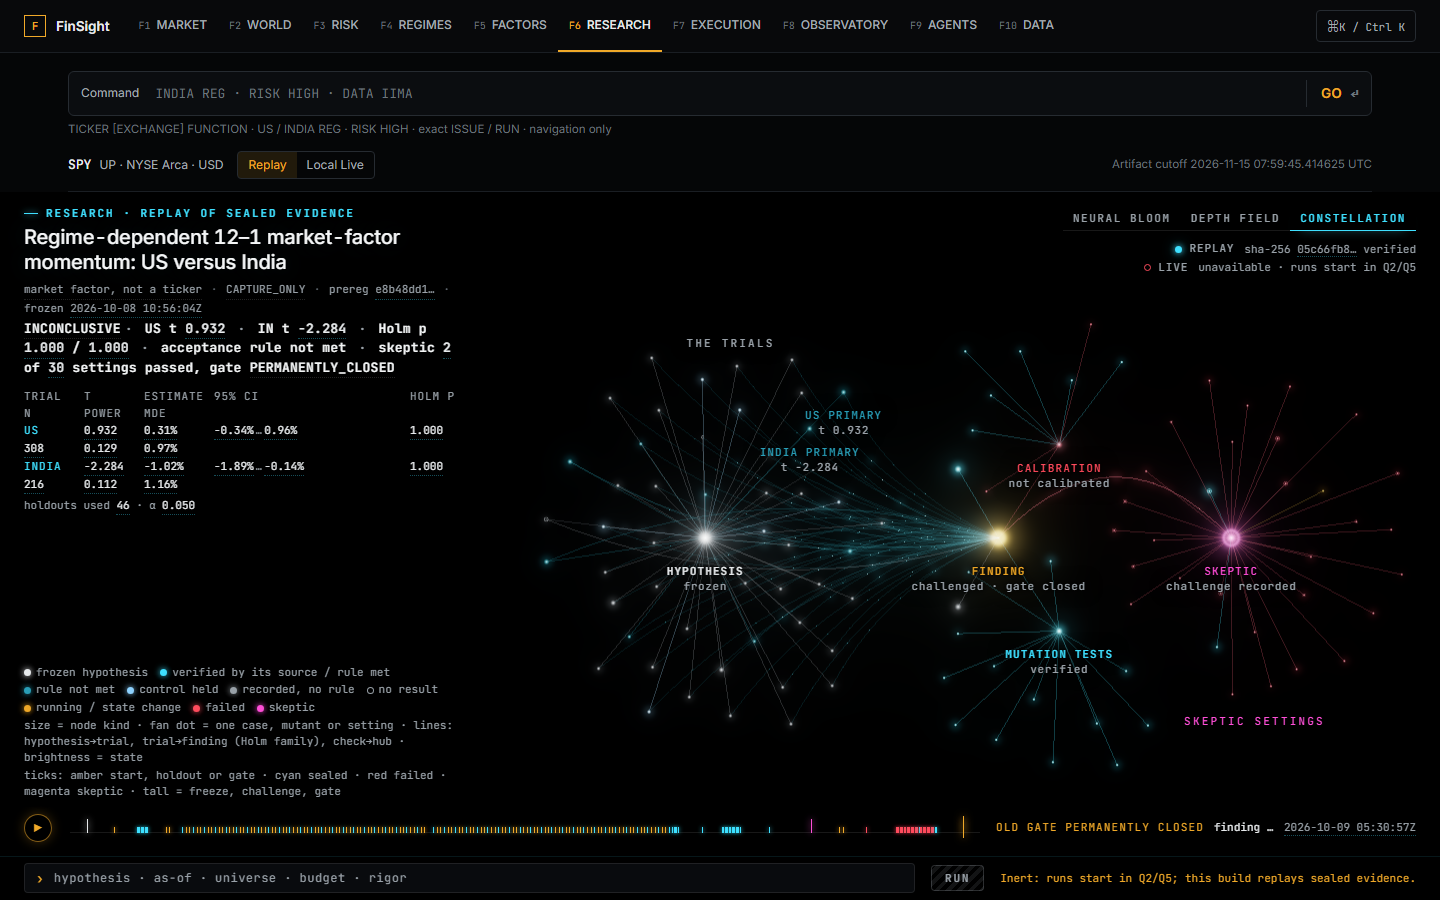 F FinSight F1 MARKET F2 WORLD F3 RISK F4 REGIMES F5 FACTORS F6 RESEARCH F7 EXECUTION F8 OBSERVATORY F9 AGENTS F10 DATA ⌘K / Ctrl K
Command INDIA REG · RISK HIGH · DATA IIMA GO ↵
TICKER [EXCHANGE] FUNCTION · US / INDIA REG · RISK HIGH · exact ISSUE / RUN · navigation only
SPY UP · NYSE Arca · USD Replay Local Live Artifact cutoff 2026-11-15 07:59:45.414625 UTC
RESEARCH · REPLAY OF SEALED EVIDENCE
Regime-dependent 12–1 market-factor
momentum: US versus India
market factor, not a ticker · CAPTURE_ONLY · prereg e8b48dd1… ·
frozen 2026-10-08 10:56:04Z
INCONCLUSIVE · US t 0.932 · IN t -2.284 · Holm p
1.000 / 1.000 · acceptance rule not met · skeptic 2
of 30 settings passed, gate PERMANENTLY_CLOSED
TRIAL T ESTIMATE 95% CI HOLM P
N POWER MDE
US 0.932 0.31% -0.34%…0.96% 1.000
308 0.129 0.97%
INDIA -2.284 -1.02% -1.89%…-0.14% 1.000
216 0.112 1.16%
holdouts used 46 · α 0.050
NEURAL BLOOM DEPTH FIELD CONSTELLATION
REPLAY sha-256 05c66fb8… verified
LIVE unavailable · runs start in Q2/Q5
THE TRIALS
US PRIMARY
t 0.932
INDIA PRIMARY
t -2.284
CALIBRATION
not calibrated
HYPOTHESIS
frozen
FINDING
challenged · gate closed
SKEPTIC
challenge recorded
MUTATION TESTS
verified
SKEPTIC SETTINGS
frozen hypothesis verified by its source / rule met
rule not met control held recorded, no rule no result
running / state change failed skeptic
size = node kind · fan dot = one case, mutant or setting · lines:
hypothesis→trial, trial→finding (Holm family), check→hub ·
brightness = state
ticks: amber start, holdout or gate · cyan sealed · red failed ·
magenta skeptic · tall = freeze, challenge, gate
OLD GATE PERMANENTLY CLOSED finding … 2026-10-09 05:30:57Z
› hypothesis · as-of · universe · budget · rigor RUN Inert: runs start in Q2/Q5; this build replays sealed evidence.